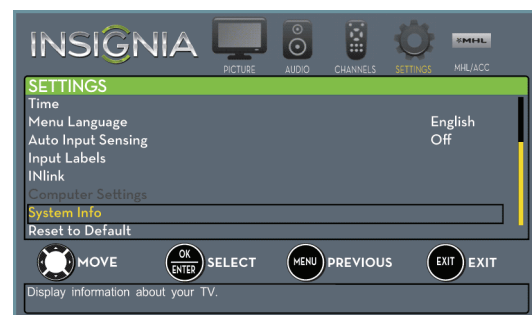 INSIGNIA
PICTURE AUDIO CHANNELS SETTINGS MHL/ACC
MHL
SETTINGS
Time
Menu Language English
Auto Input Sensing Off
Input Labels
INlink
Computer Settings
System Info
Reset to Default
MOVE OK ENTER SELECT MENU PREVIOUS EXIT EXIT
Display information about your TV.